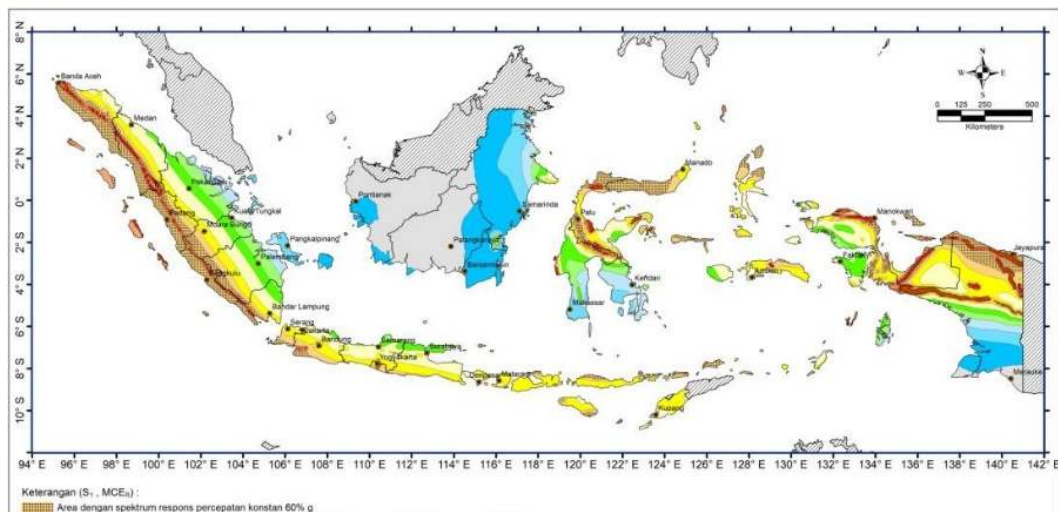 8° N
6° N
4° N
2° N
0°
2° S
4° S
6° S
8° S
10° S
Banda Aceh
Medan
Pekanbaru
Kuala Tungkal
Padang
Muara Bungo
Pangkalpinang
Palembang
Bengkulu
Bandar Lampung
Serang
Jakarta
Bandung
Semarang
Surabaya
Yogyakarta
Denpasar
Mataram
Kupang
Pontianak
Palangkaraya
Banjarmasin
Samarinda
Manado
Palu
Kendari
Makassar
Ambon
Fakfak
Manokwari
Jayapura
Merauke
N
W E
S
0 125 250 500
Kilometers
94° E 96° E 98° E 100° E 102° E 104° E 106° E 108° E 110° E 112° E 114° E 116° E 118° E 120° E 122° E 124° E 126° E 128° E 130° E 132° E 134° E 136° E 138° E 140° E 142° E
Keterangan (S₁ , MCEᵣ) :
Area dengan spektrum respons percepatan konstan 60% g